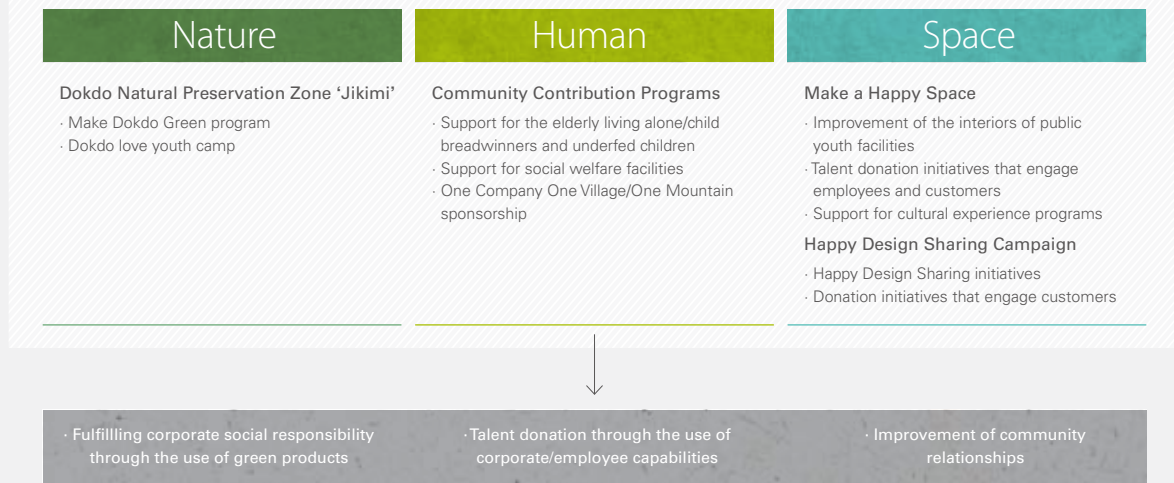 Nature
Dokdo Natural Preservation Zone ‘Jikimi’
· Make Dokdo Green program
· Dokdo love youth camp
Human
Community Contribution Programs
· Support for the elderly living alone/child
breadwinners and underfed children
· Support for social welfare facilities
· One Company One Village/One Mountain
sponsorship
Space
Make a Happy Space
· Improvement of the interiors of public
youth facilities
· Talent donation initiatives that engage
employees and customers
· Support for cultural experience programs
Happy Design Sharing Campaign
· Happy Design Sharing initiatives
· Donation initiatives that engage customers
· Fulfillling corporate social responsibility
through the use of green products
· Talent donation through the use of
corporate/employee capabilities
· Improvement of community
relationships